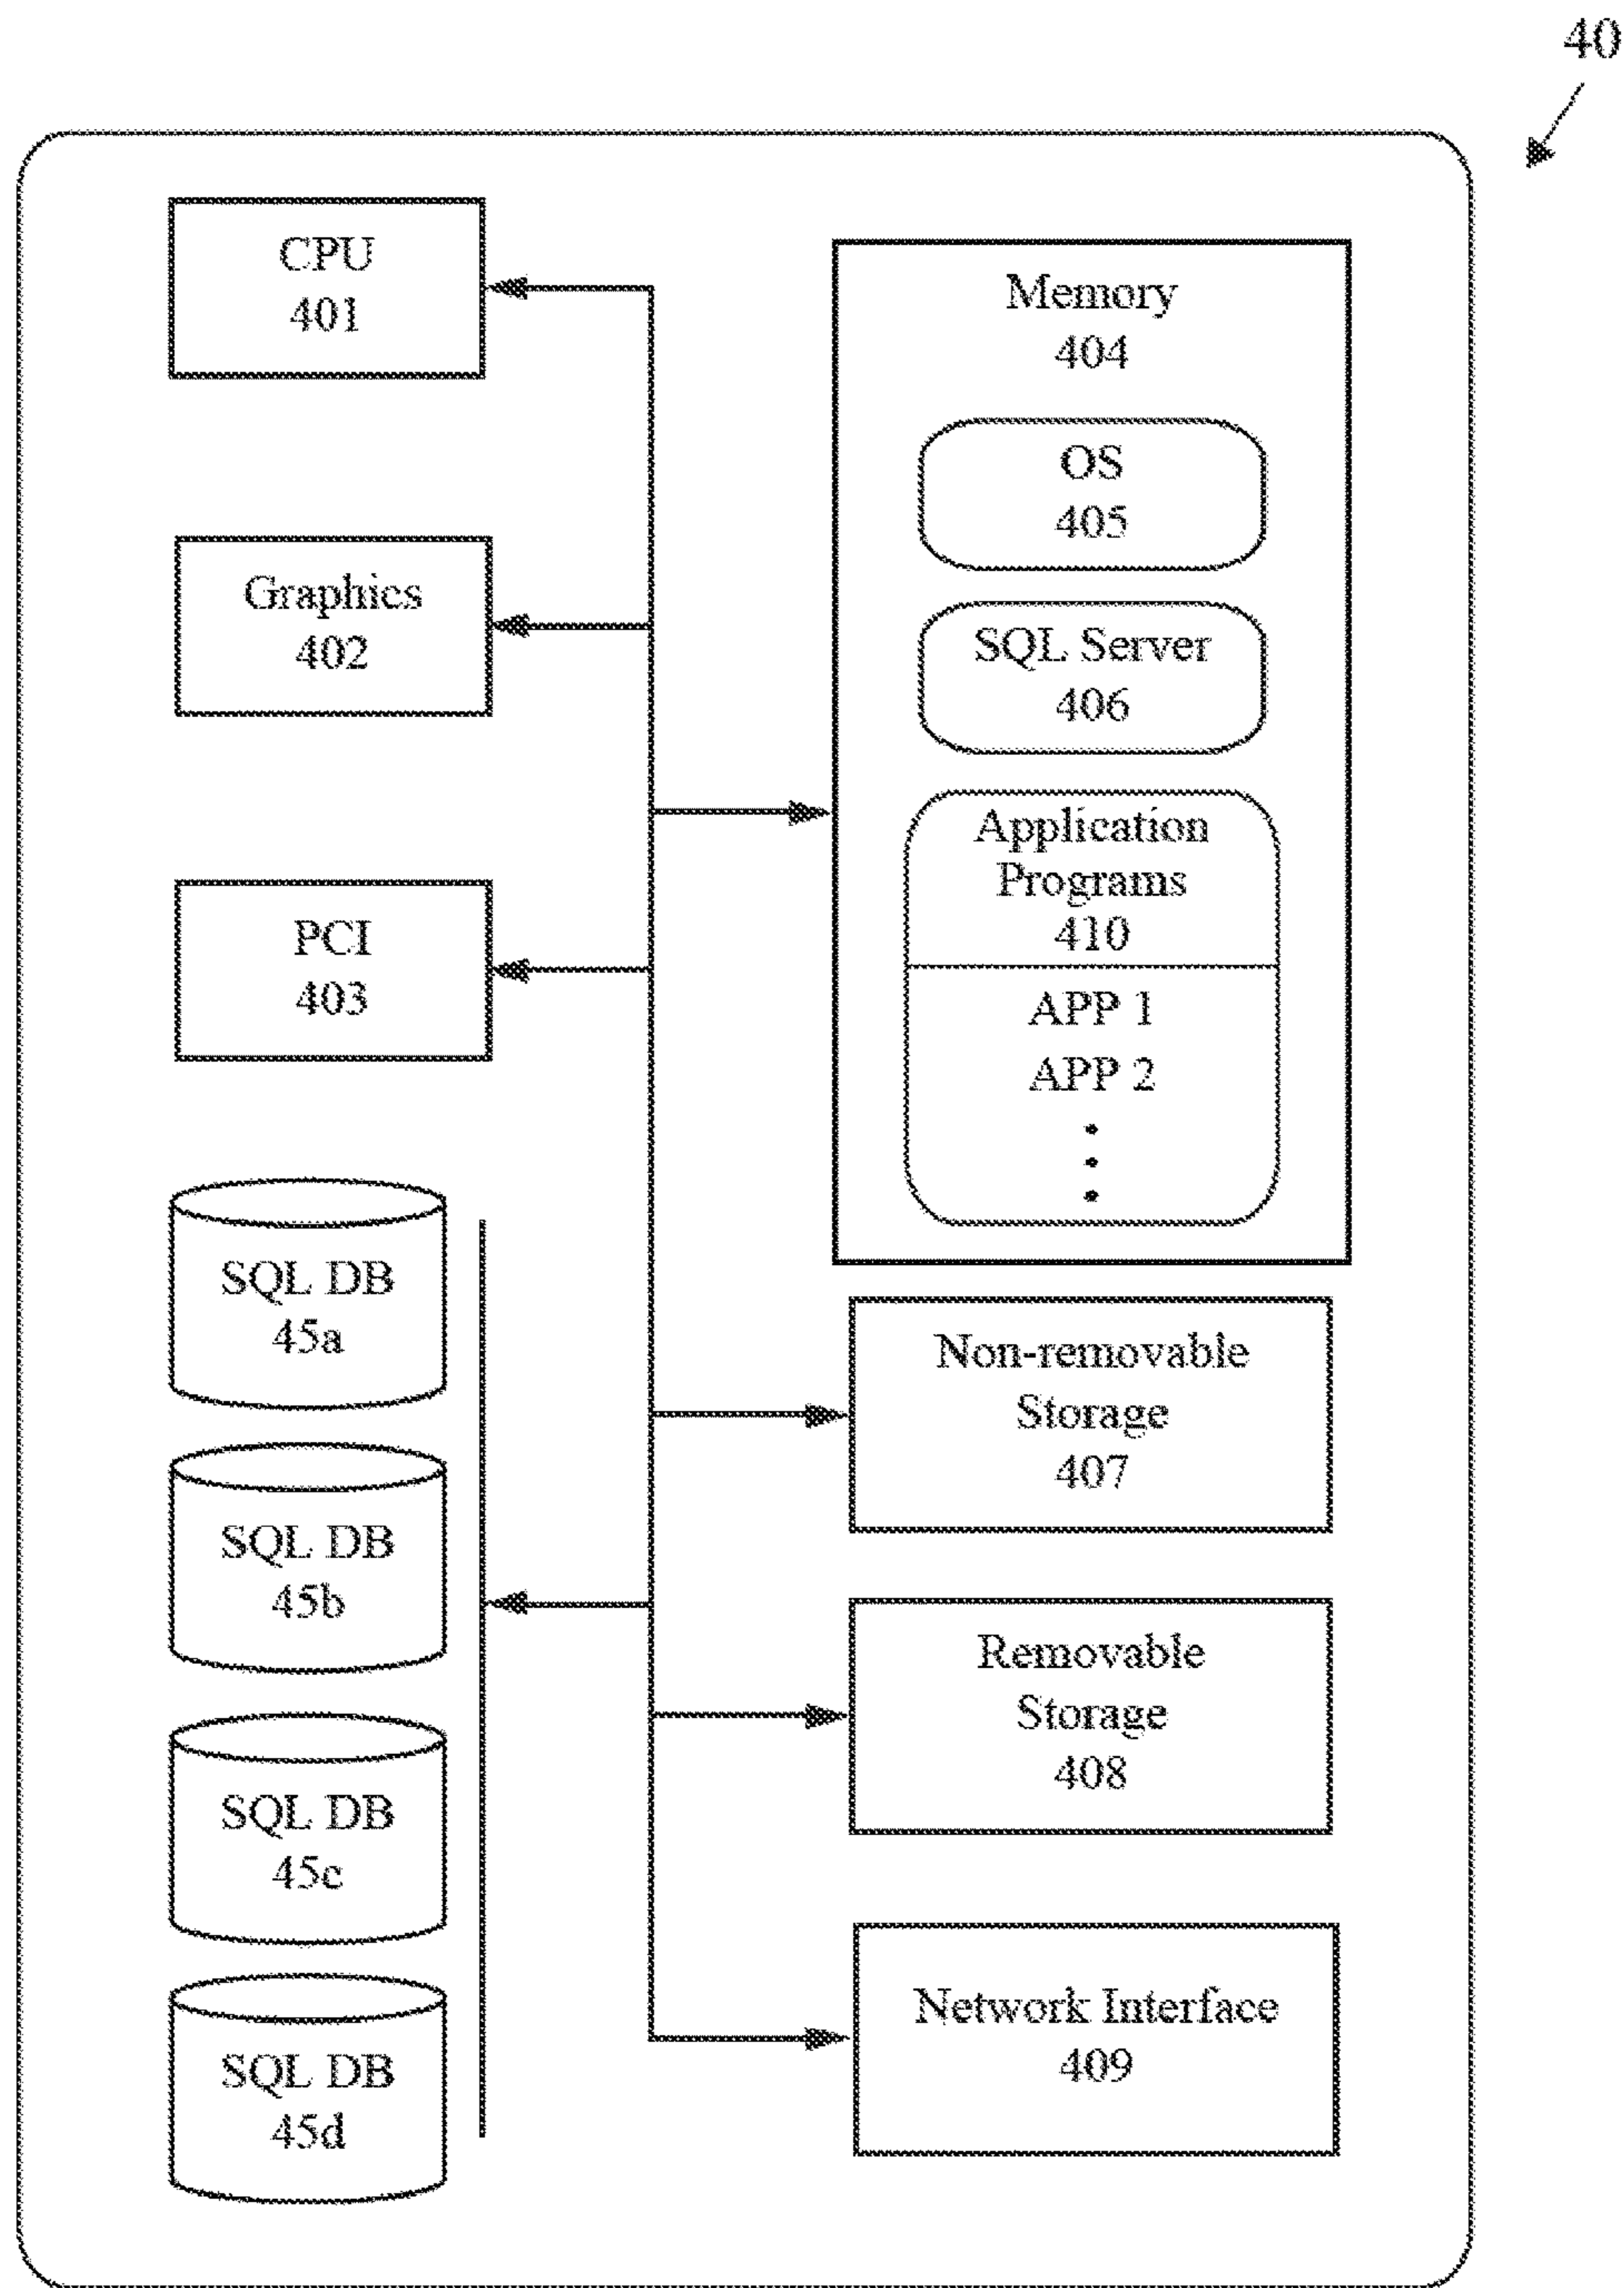 40
CPU
401
Graphics
402
PCI
403
SQL DB
45a
SQL DB
45b
SQL DB
45c
SQL DB
45d
Memory
404
OS
405
SQL Server
406
Application
Programs
410
APP 1
APP 2
Non-removable
Storage
407
Removable
Storage
408
Network Interface
409